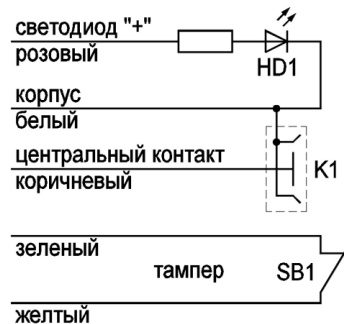 светодиод "+"
розовый
HD1
корпус
белый
центральный контакт
коричневый
K1
зеленый
тампер
SB1
желтый